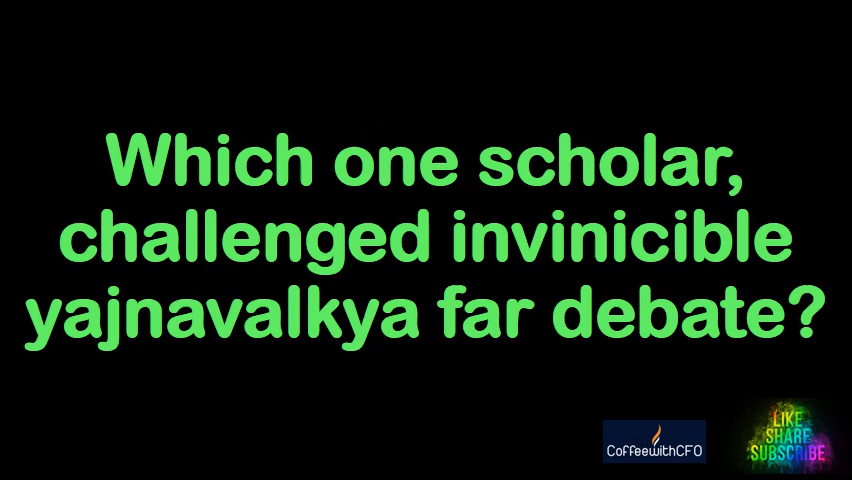 Which one scholar,
challenged invinicible
yajnavalkya far debate?
CoffeewithCFO
LIKE
SHARE
SUBSCRIBE